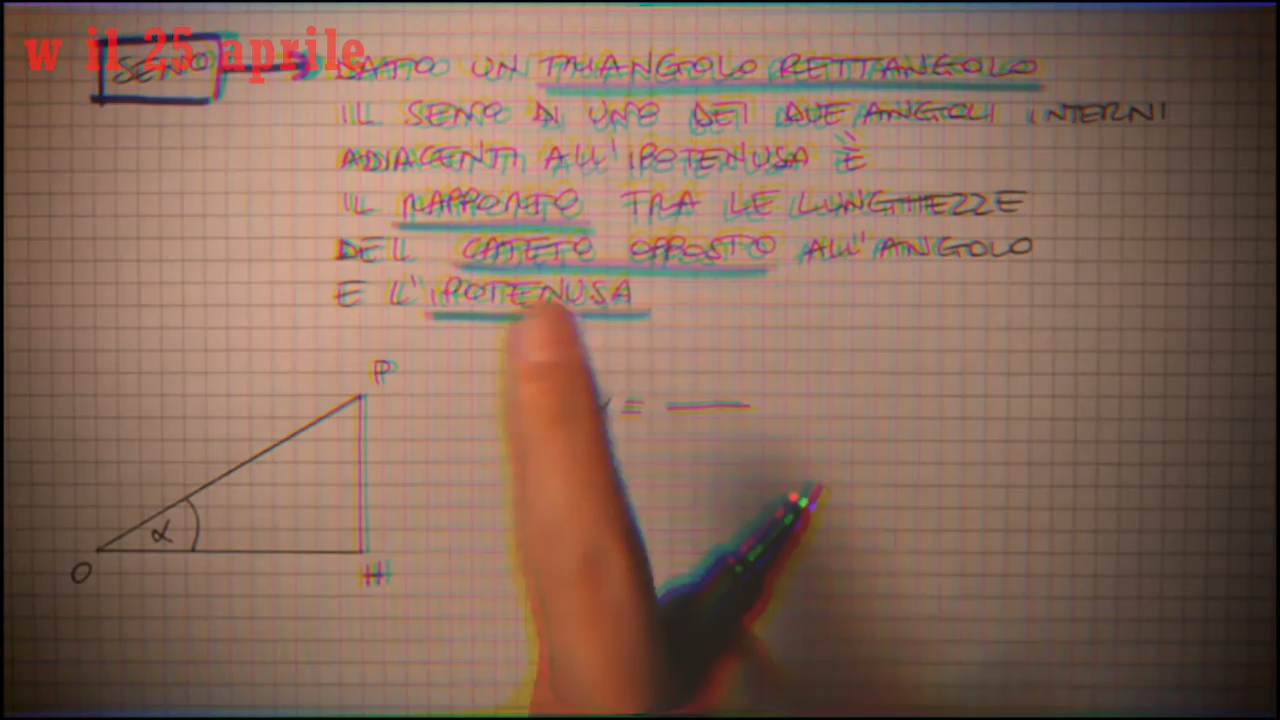 w il 25 aprile
SENO
DATO UN TRIANGOLO RETTANGOLO
IL SENO DI UNO DEI DUE ANGOLI INTERNI
ADIACENTI ALL'IPOTENUSA È
IL RAPPORTO TRA LE LUNGHEZZE
DEL CATETO OPPOSTO ALL'ANGOLO
E L'IPOTENUSA
P
=
α
O
H